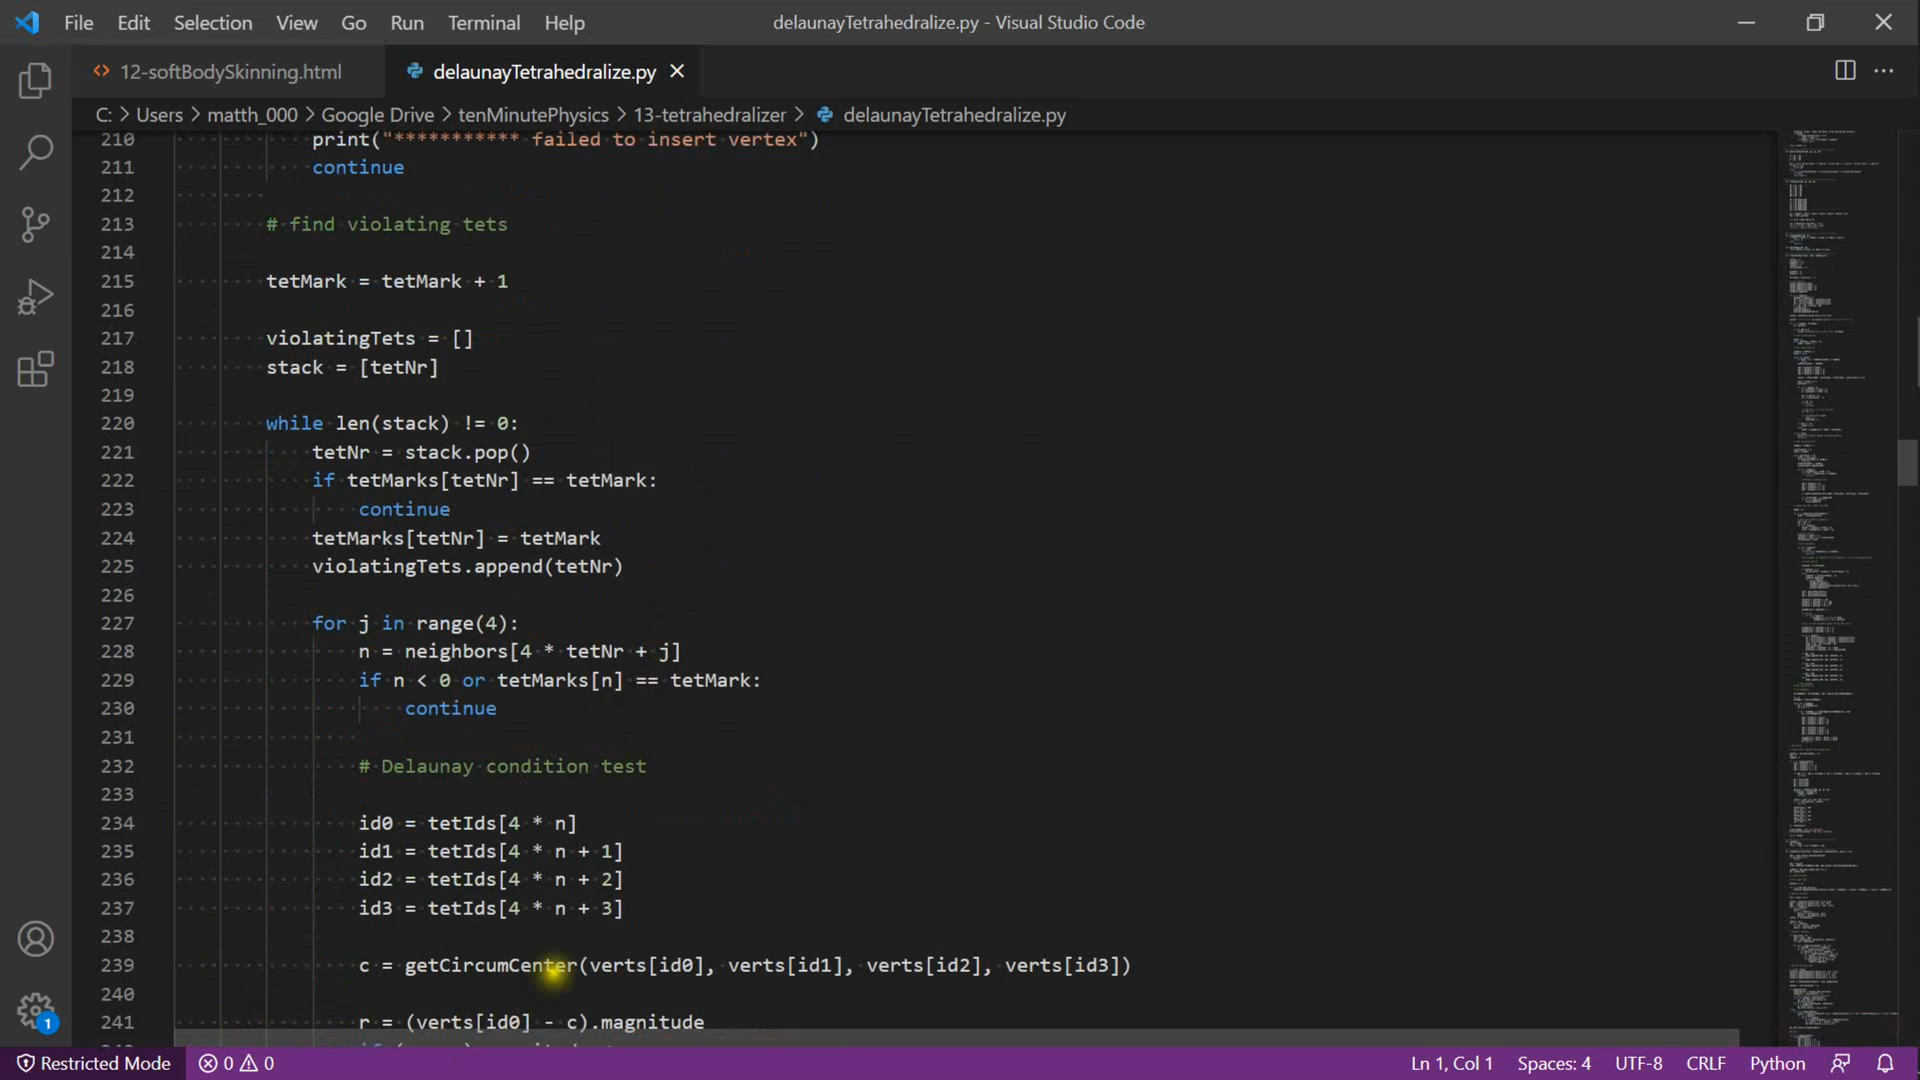 File Edit Selection View Go Run Terminal Help delaunayTetrahedralize.py - Visual Studio Code
12-softBodySkinning.html delaunayTetrahedralize.py
C: > Users > matth_000 > Google Drive > tenMinutePhysics > 13-tetrahedralizer > delaunayTetrahedralize.py
210 print("*********** failed to insert vertex")
211 continue
212
213 # find violating tets
214
215 tetMark = tetMark + 1
216
217 violatingTets = []
218 stack = [tetNr]
219
220 while len(stack) != 0:
221 tetNr = stack.pop()
222 if tetMarks[tetNr] == tetMark:
223 continue
224 tetMarks[tetNr] = tetMark
225 violatingTets.append(tetNr)
226
227 for j in range(4):
228 n = neighbors[4 * tetNr + j]
229 if n < 0 or tetMarks[n] == tetMark:
230 continue
231
232 # Delaunay condition test
233
234 id0 = tetIds[4 * n]
235 id1 = tetIds[4 * n + 1]
236 id2 = tetIds[4 * n + 2]
237 id3 = tetIds[4 * n + 3]
238
239 c = getCircumCenter(verts[id0], verts[id1], verts[id2], verts[id3])
240
241 r = (verts[id0] - c).magnitude
1
Restricted Mode 0 0 Ln 1, Col 1 Spaces: 4 UTF-8 CRLF Python